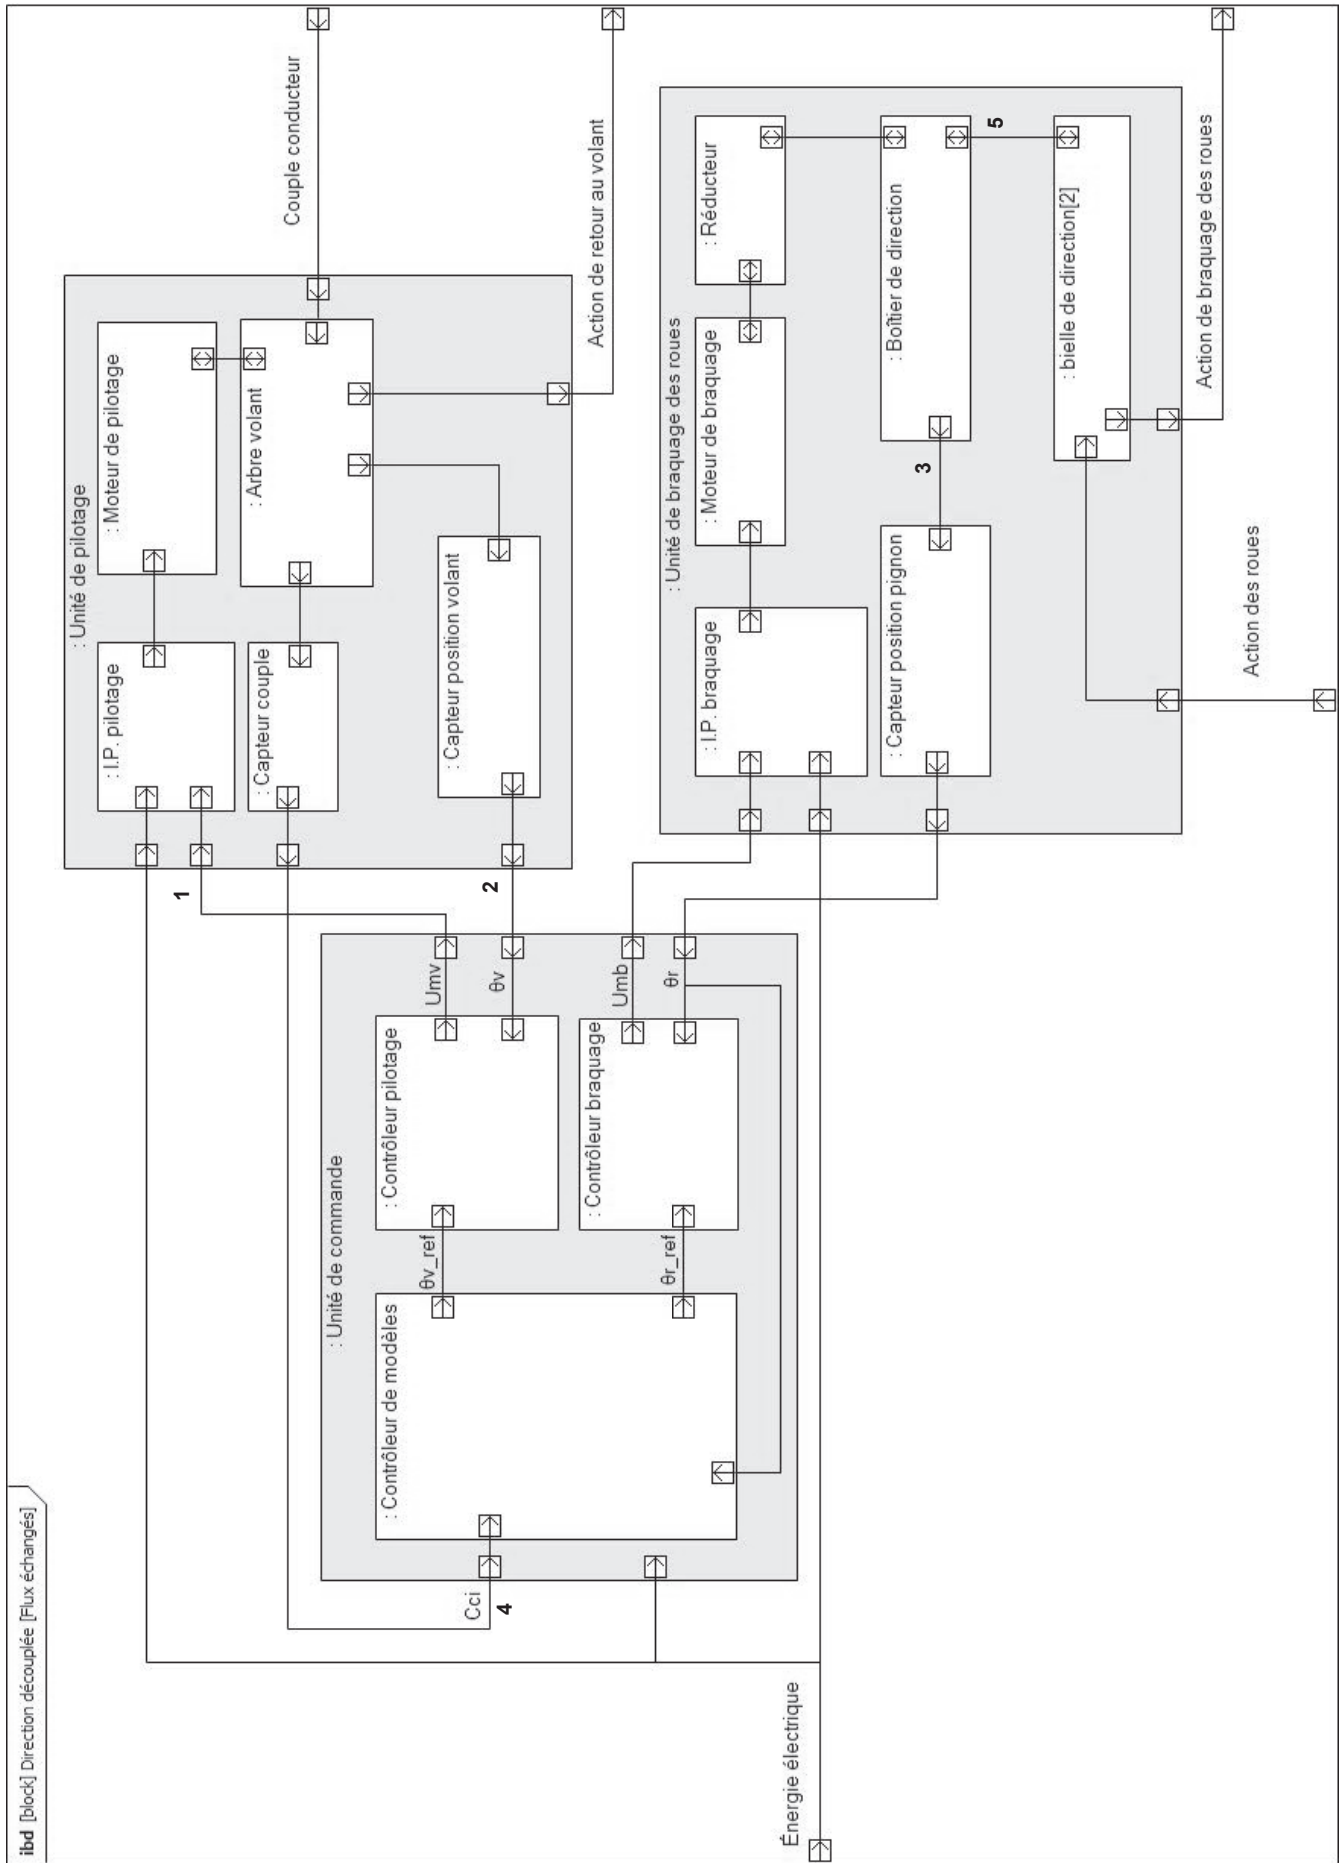 ibd [block] Direction découplée [Flux échangés]
Énergie électrique
Cci
4
: Unité de commande
: Contrôleur de modèles
θv_ref
θr_ref
: Contrôleur pilotage
: Contrôleur braquage
Umv
θv
Umb
θr
1
2
: Unité de pilotage
: I.P. pilotage
: Capteur couple
: Capteur position volant
: Moteur de pilotage
: Arbre volant
Couple conducteur
Action de retour au volant
: Unité de braquage des roues
: I.P. braquage
: Capteur position pignon
: Moteur de braquage
: Réducteur
3
: Boîtier de direction
5
: bielle de direction[2]
Action des roues
Action de braquage des roues